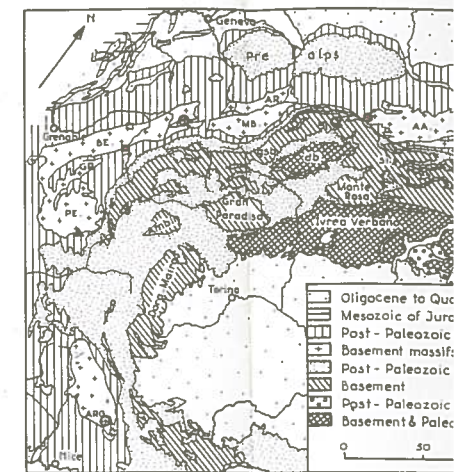 N
Geneva
Pre alps
AR.
MB.
AA.
BE.
PE.
db
Monte Rosa
Gran Paradiso
Ivrea Verbano
Torino
ARG
Nice
Oligocene to Qua
Mesozoic of Jura
Post - Paleozoic
Basement massifs
Post - Paleozoic
Basement
Post - Paleozoic
Basement & Paleo
0 50